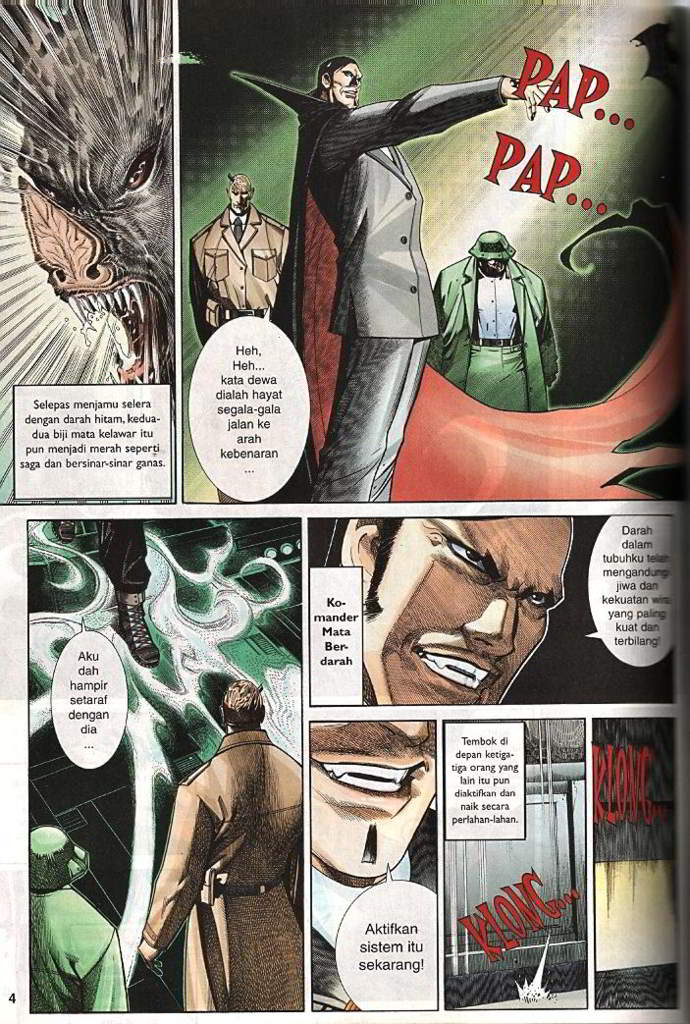 PAP...
PAP...
Selepas menjamu selera
dengan darah hitam, kedua-
dua biji mata kelawar itu
pun menjadi merah seperti
saga dan bersinar-sinar ganas.
Heh,
Heh...
kata dewa
dialah hayat
segala-gala
jalan ke
arah
kebenaran
...
Aku
dah
hampir
setaraf
dengan
dia
...
Ko-
mander
Mata
Ber-
darah
Darah
dalam
tubuhku telah
mengandungi
jiwa dan
kekuatan wira
yang paling
kuat dan
terbilang!
Aktifkan
sistem itu
sekarang!
Tembok di
depan ketiga-
tiga orang yang
lain itu pun
diaktifkan dan
naik secara
perlahan-lahan.
KLONG...
KLONG...
4